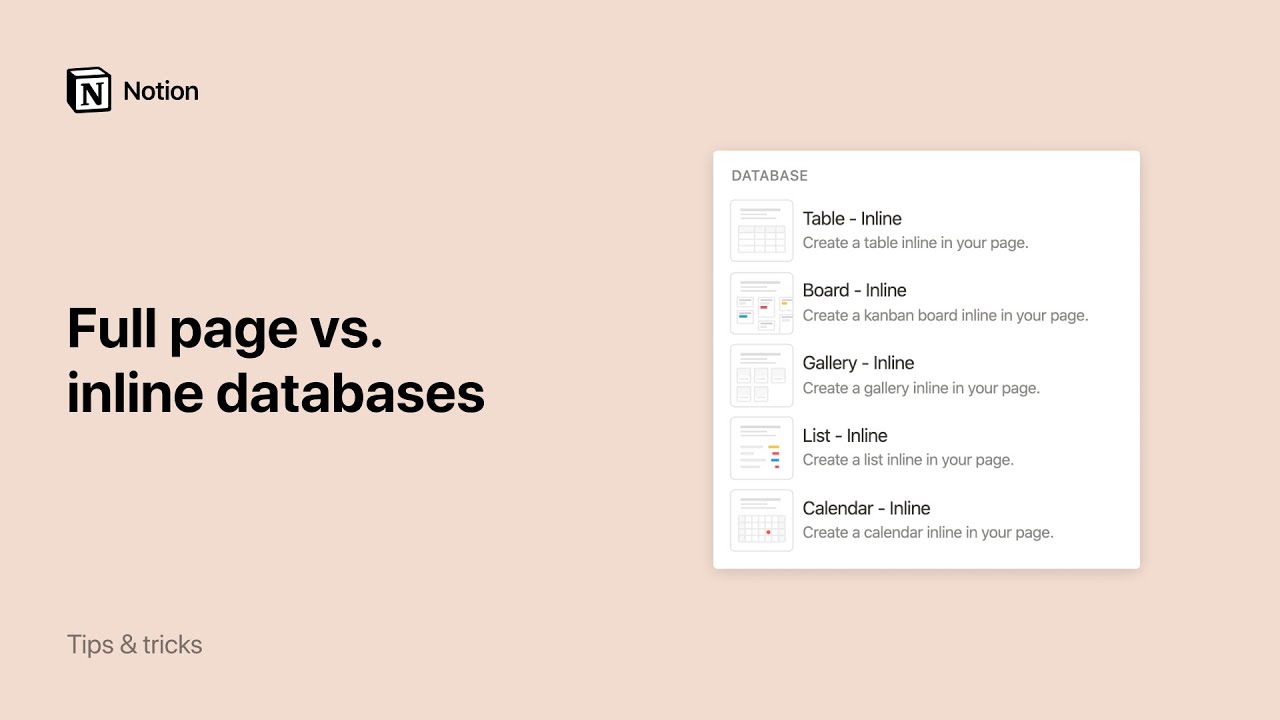 Notion
Full page vs.
inline databases
Tips & tricks
DATABASE
Table - Inline
Create a table inline in your page.
Board - Inline
Create a kanban board inline in your page.
Gallery - Inline
Create a gallery inline in your page.
List - Inline
Create a list inline in your page.
Calendar - Inline
Create a calendar inline in your page.